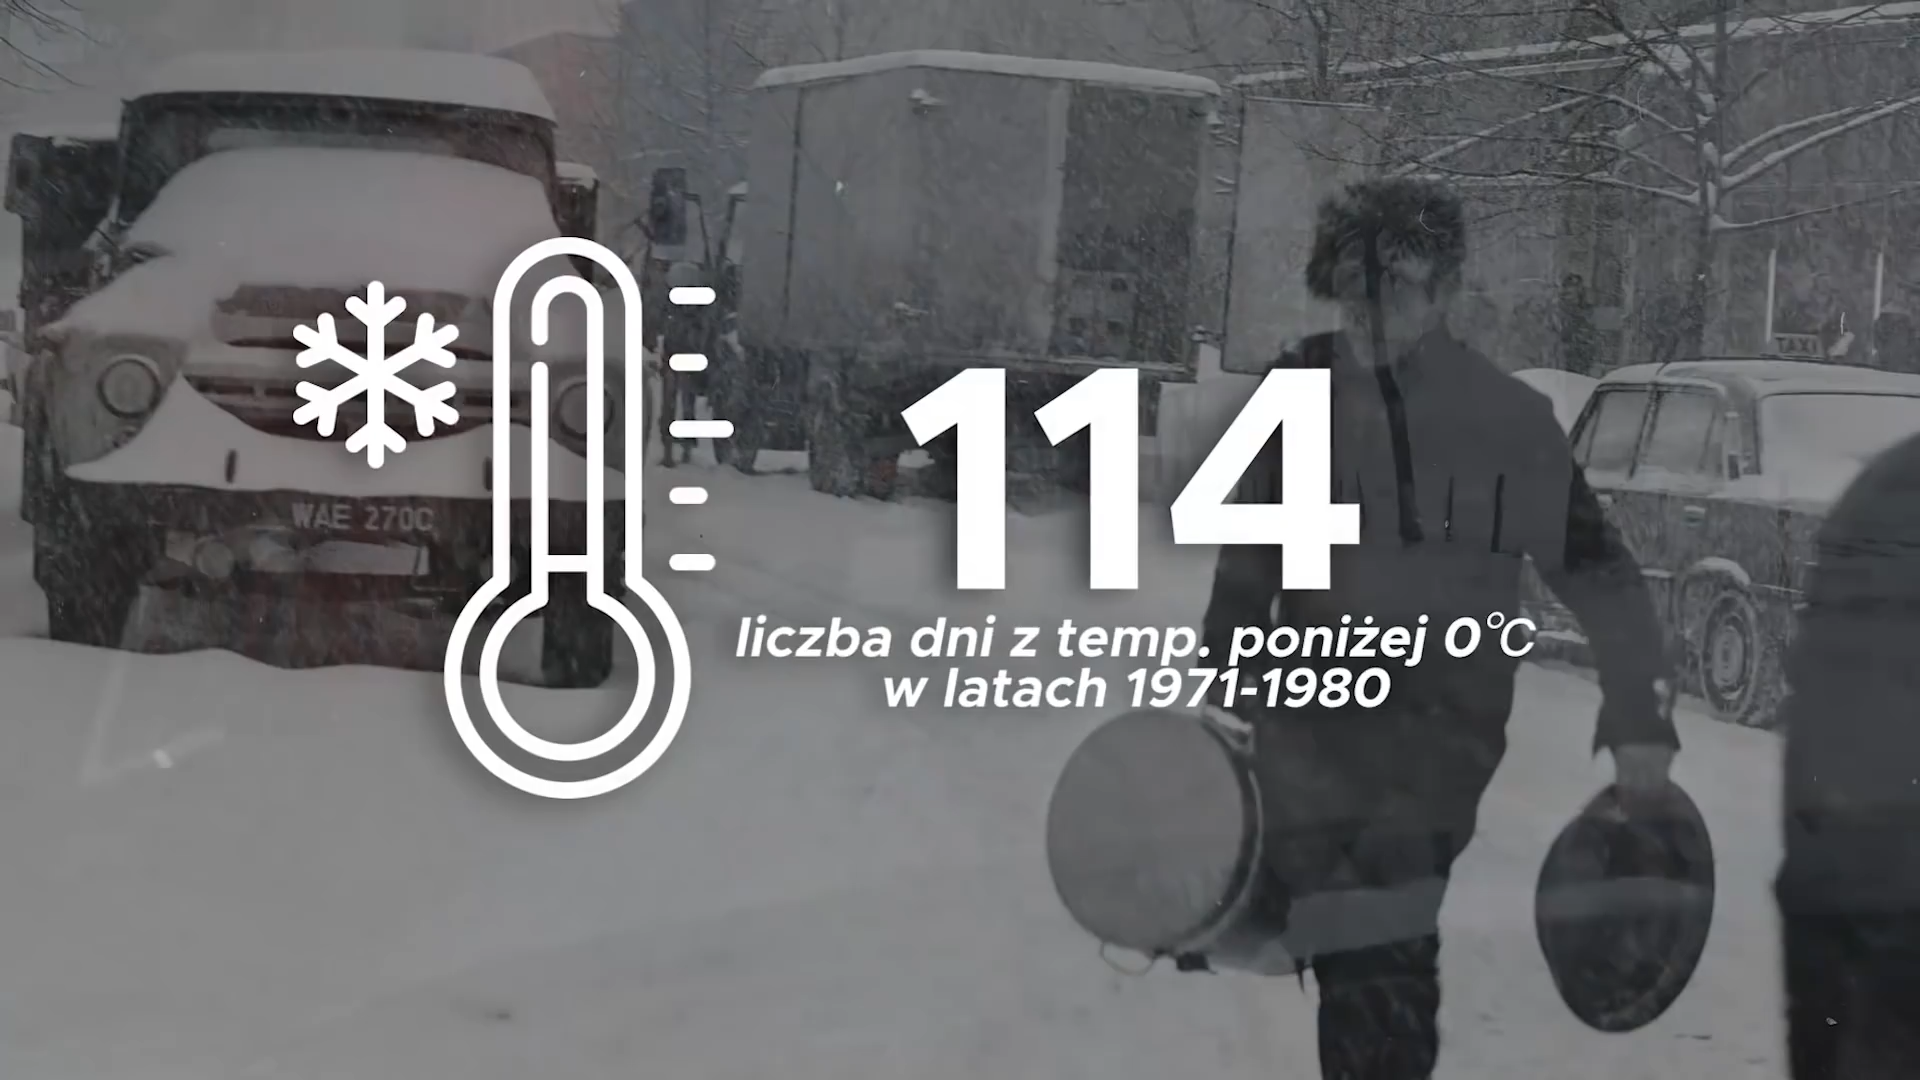 TAXI
114
WAE 270C
liczba dni z temp. poniżej 0°C
w latach 1971-1980